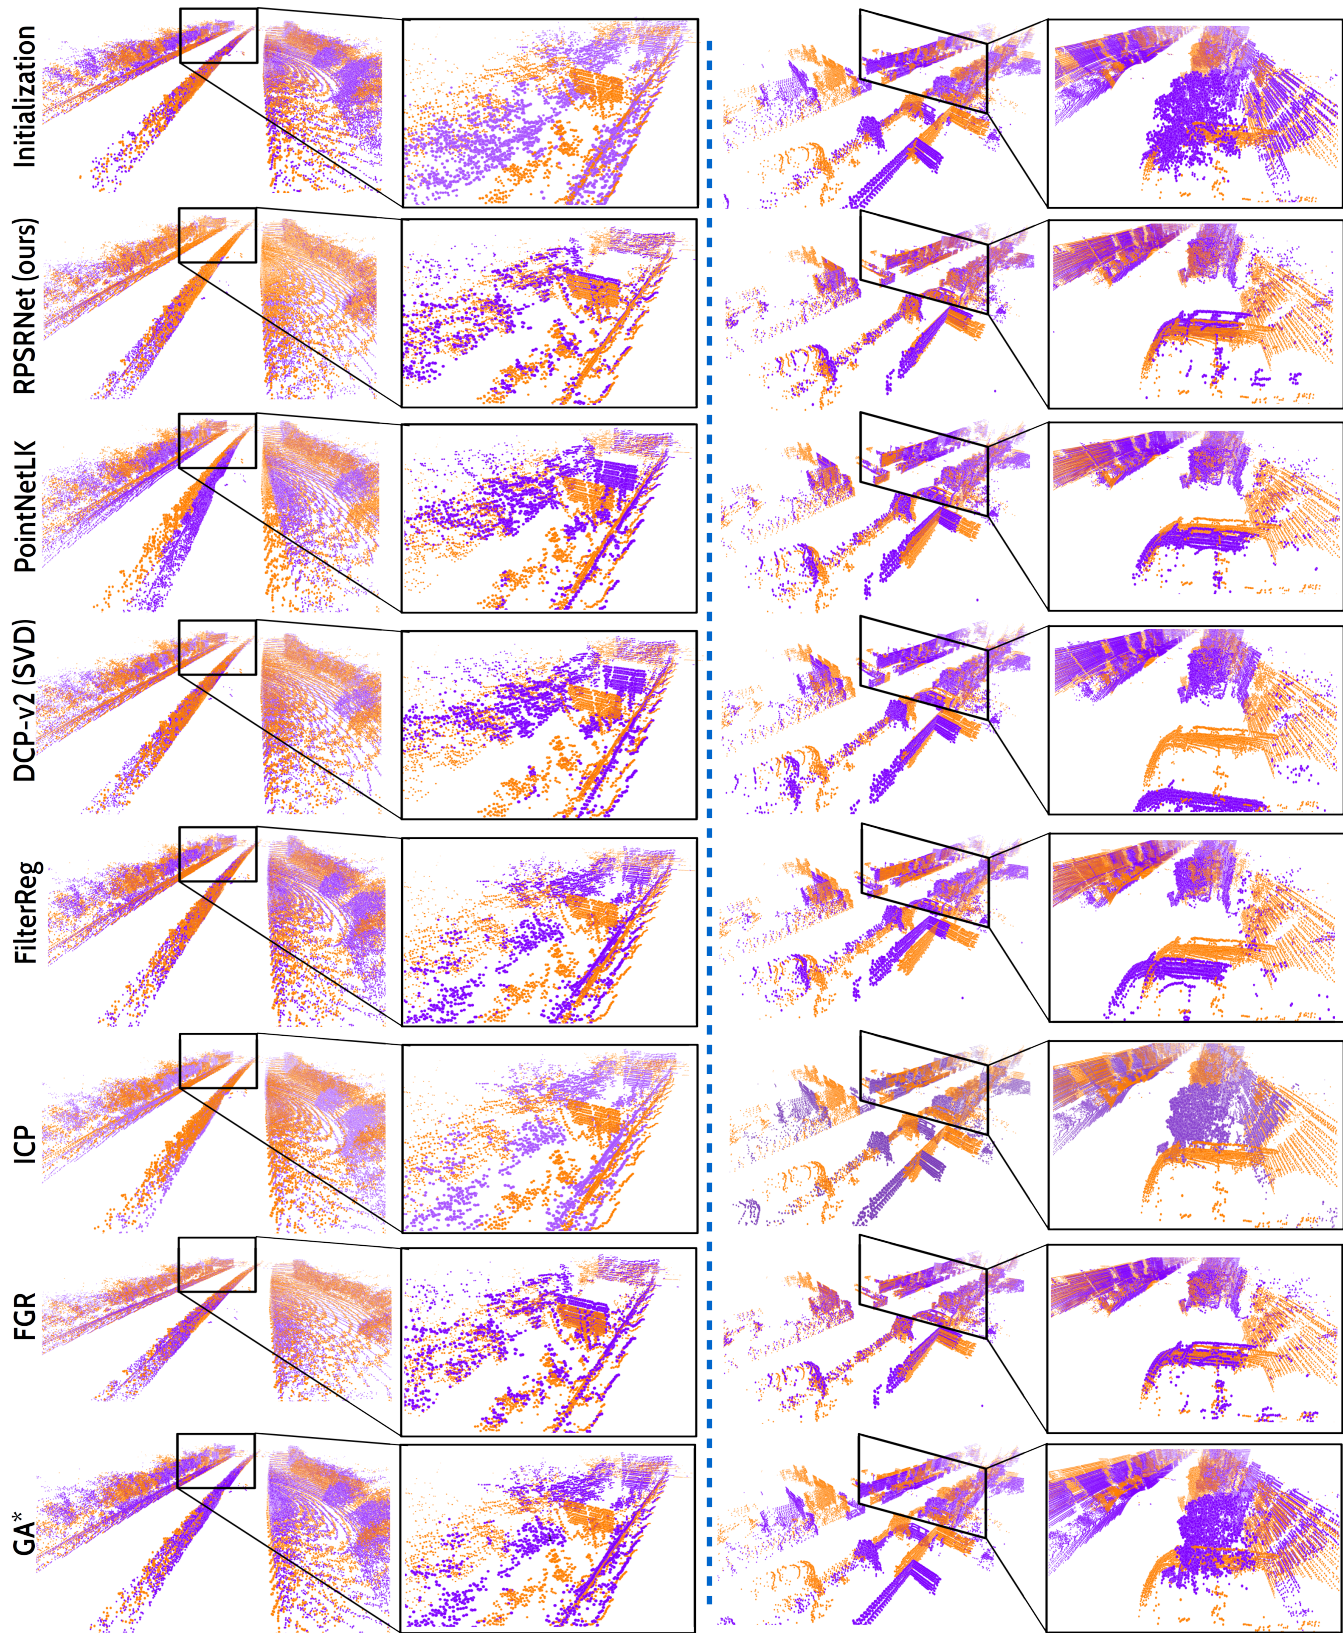 Initialization
RPSRNet (ours)
PointNetLK
DCP-v2 (SVD)
FilterReg
ICP
FGR
GA*